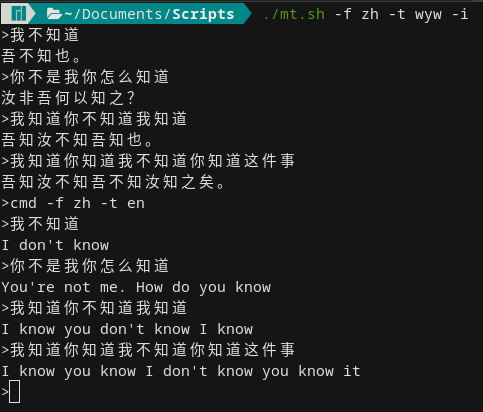 ~/Documents/Scripts ./mt.sh -f zh -t wyw -i
>我不知道
吾不知也。
>你不是我你怎么知道
汝非吾何以知之?
>我知道你不知道我知道
吾知汝不知吾知也。
>我知道你知道我不知道你知道这件事
吾知汝不知吾不知汝知之矣。
>cmd -f zh -t en
>我不知道
I don't know
>你不是我你怎么知道
You're not me. How do you know
>我知道你不知道我知道
I know you don't know I know
>我知道你知道我不知道你知道这件事
I know you know I don't know you know it
>